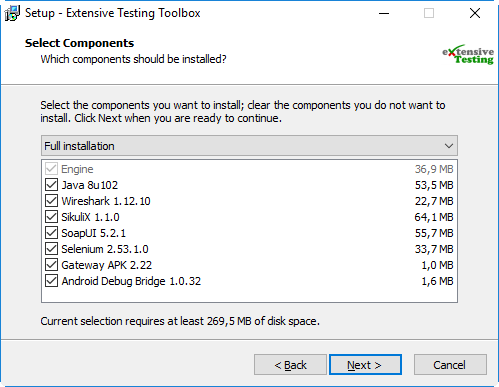 Setup - Extensive Testing Toolbox
Select Components
Which components should be installed?
eXtensive
Testing
Select the components you want to install; clear the components you do not want to
install. Click Next when you are ready to continue.
Full installation
Engine 36,9 MB
Java 8u102 53,5 MB
Wireshark 1.12.10 22,7 MB
SikuliX 1.1.0 64,1 MB
SoapUI 5.2.1 55,7 MB
Selenium 2.53.1.0 33,7 MB
Gateway APK 2.22 1,0 MB
Android Debug Bridge 1.0.32 1,6 MB
Current selection requires at least 269,5 MB of disk space.
< Back Next > Cancel